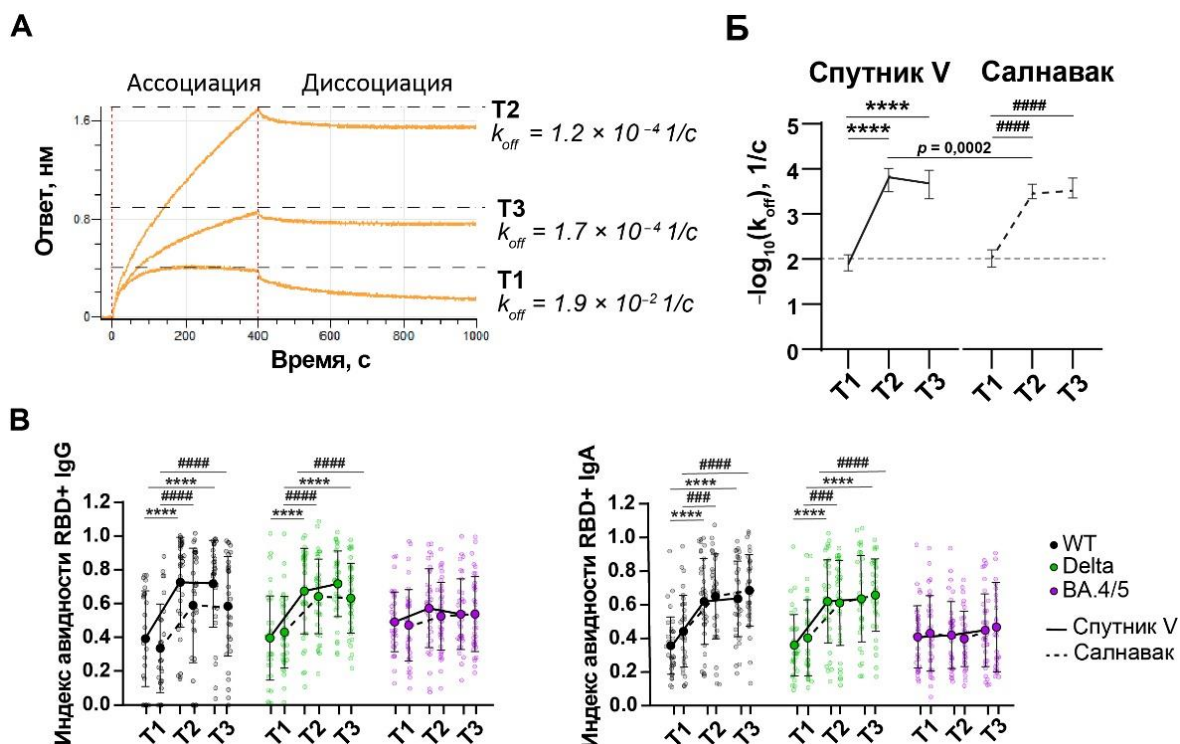 А
Ассоциация Диссоциация
Ответ, нм
1.6
0.8
0
0 200 400 600 800 1000
Время, с
T2
k_off = 1.2 × 10⁻⁴ 1/с
T3
k_off = 1.7 × 10⁻⁴ 1/с
T1
k_off = 1.9 × 10⁻² 1/с
Б
Спутник V Салнавак
**** ####
**** ####
p = 0,0002
−log₁₀(k_off), 1/с
5
4
3
2
1
0
T1 T2 T3 T1 T2 T3
В
Индекс авидности RBD+ IgG
#### ####
**** ****
#### ####
**** ****
1.2
1.0
0.8
0.6
0.4
0.2
0.0
T1 T2 T3 T1 T2 T3 T1 T2 T3
Индекс авидности RBD+ IgA
#### ####
**** ****
### ###
**** ****
1.2
1.0
0.8
0.6
0.4
0.2
0.0
T1 T2 T3 T1 T2 T3 T1 T2 T3
WT
Delta
BA.4/5
Спутник V
Салнавак